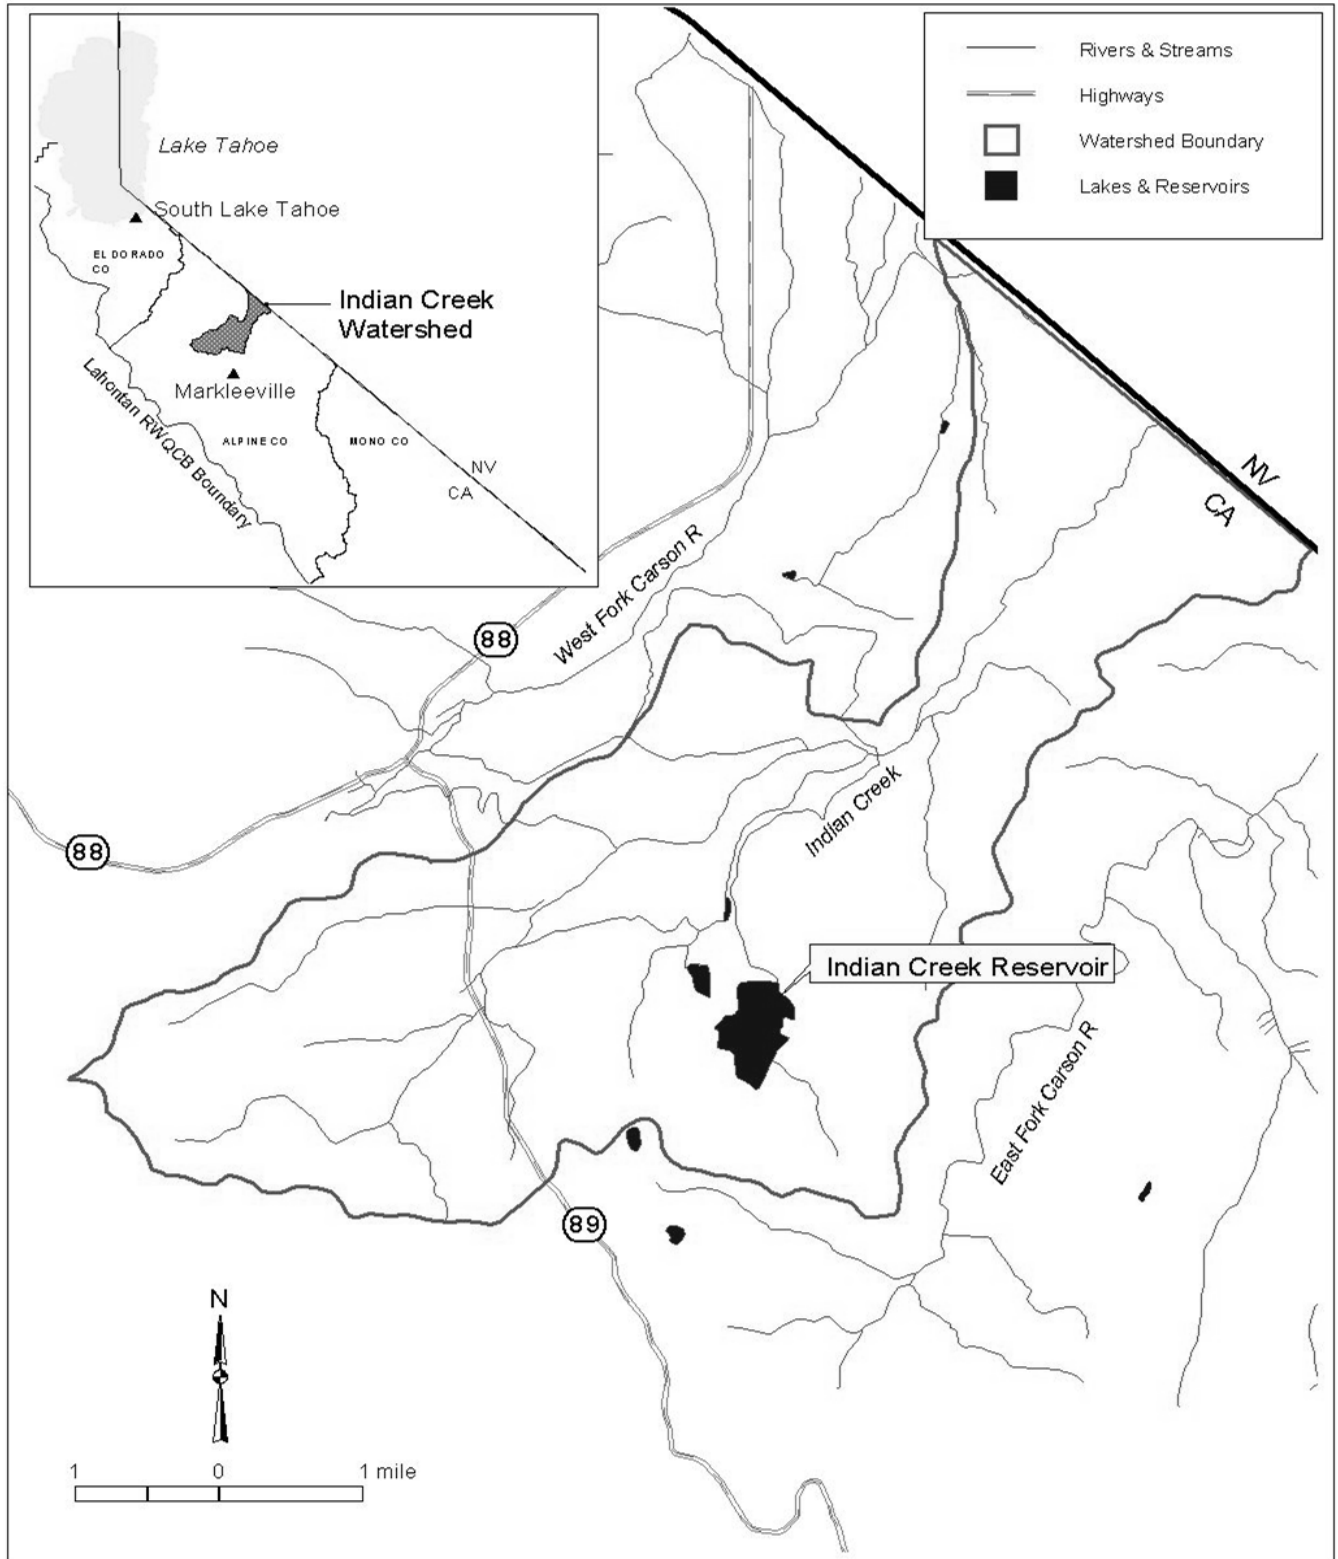 Lake Tahoe
South Lake Tahoe
EL DORADO
CO
Indian Creek
Watershed
Markleeville
Lahontan RWQCB Boundary
ALPINE CO
MONO CO
NV
CA
Rivers & Streams
Highways
Watershed Boundary
Lakes & Reservoirs
NV
CA
West Fork Carson R
88
88
Indian Creek
Indian Creek Reservoir
East Fork Carson R
89
N
1 0 1 mile